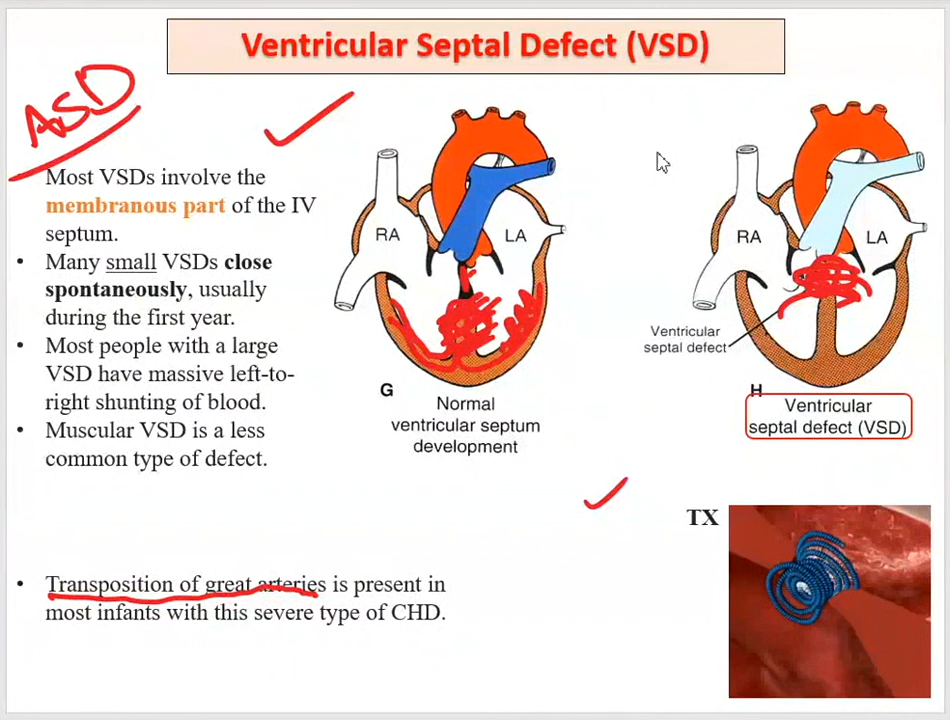 Ventricular Septal Defect (VSD)
ASD
Most VSDs involve the
membranous part of the IV
septum.
• Many small VSDs close
spontaneously, usually
during the first year.
• Most people with a large
VSD have massive left-to-
right shunting of blood.
• Muscular VSD is a less
common type of defect.
• Transposition of great arteries is present in
most infants with this severe type of CHD.
RA
LA
G
Normal
ventricular septum
development
RA
LA
Ventricular
septal defect
H
Ventricular
septal defect (VSD)
TX